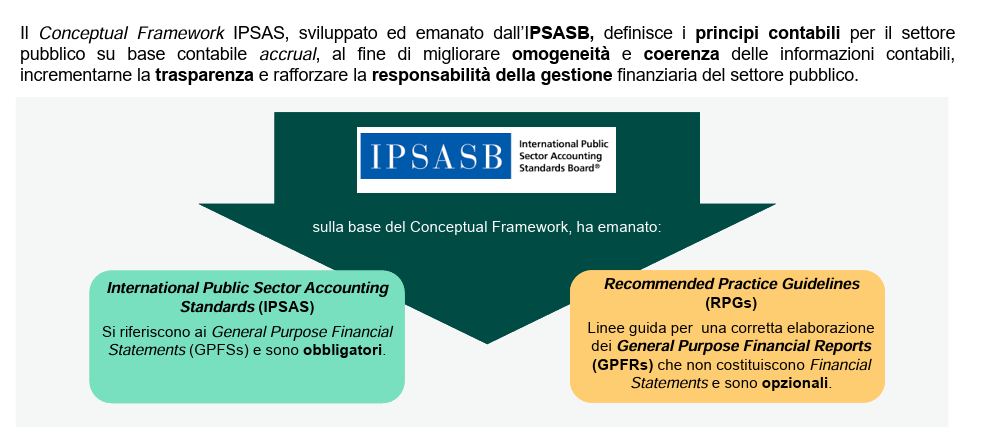 Il Conceptual Framework IPSAS, sviluppato ed emanato dall'IPSASB, definisce i principi contabili per il settore
pubblico su base contabile accrual, al fine di migliorare omogeneità e coerenza delle informazioni contabili,
incrementarne la trasparenza e rafforzare la responsabilità della gestione finanziaria del settore pubblico.
IPSASB
International Public
Sector Accounting
Standards Board®
sulla base del Conceptual Framework, ha emanato:
International Public Sector Accounting
Standards (IPSAS)
Si riferiscono ai General Purpose Financial
Statements (GPFSs) e sono obbligatori.
Recommended Practice Guidelines
(RPGs)
Linee guida per una corretta elaborazione
dei General Purpose Financial Reports
(GPFRs) che non costituiscono Financial
Statements e sono opzionali.